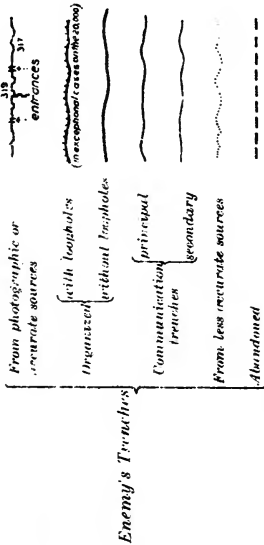 Enemy's Trenches
From photographic or
accurate sources
319
317
entrances
Organized
with loopholes
(in exceptional cases on the 20,000)
without loopholes
Communication
trenches
principal
secondary
From less accurate sources
Abandoned